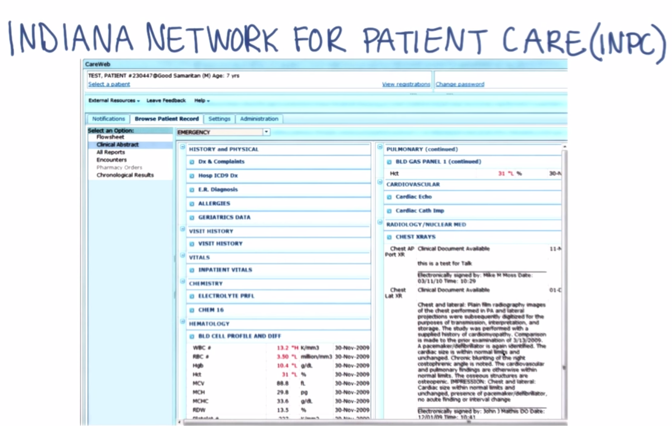 INDIANA NETWORK FOR PATIENT CARE (INPC)
CareWeb
TEST, PATIENT #230447@Good Samaritan (M) Age: 7 yrs
Select a patient View registrations Change password
External Resources Leave Feedback Help
Notifications Browse Patient Record Settings Administration
Select an Option:
Flowsheet
Clinical Abstract
All Reports
Encounters
Pharmacy Orders
Chronological Results
EMERGENCY
HISTORY and PHYSICAL
Dx & Complaints
Hosp ICD9 Dx
E.R. Diagnosis
ALLERGIES
GERIATRICS DATA
VISIT HISTORY
VISIT HISTORY
VITALS
INPATIENT VITALS
CHEMISTRY
ELECTROLYTE PRFL
CHEM 16
HEMATOLOGY
BLD CELL PROFILE AND DIFF
WBC # 13.2 *H K/mm3 30-Nov-2009
RBC # 3.50 *L million/mm3 30-Nov-2009
Hgb 10.4 *L g/dL 30-Nov-2009
Hct 31 *L % 30-Nov-2009
MCV 88.8 fL 30-Nov-2009
MCH 29.8 pg 30-Nov-2009
MCHC 33.6 g/dL 30-Nov-2009
RDW 13.5 % 30-Nov-2009
PULMONARY (continued)
BLD GAS PANEL 1 (continued)
Hct 31 *L % 30-N
CARDIOVASCULAR
Cardiac Echo
Cardiac Cath Imp
RADIOLOGY/NUCLEAR MED
CHEST XRAYS
Chest AP Clinical Document Available 11-M
Port XR
this is a test for Talk
Electronically signed by: Mike M Moss Date:
03/11/10 Time: 10:29
Chest Clinical Document Available 01-D
Lat XR
Chest and lateral: Plain film radiography images
of the chest performed in PA and lateral
projections were subsequently digitized for the
purposes of transmission, interpretation, and
storage. The study was performed with a
supplied history of cardiomyopathy. Comparison
is made to the prior examination of 3/13/2009.
A pacemaker/defibrillator is again identified. The
cardiac size is within normal limits and
unchanged. Chronic blunting of the right
costophrenic angle is noted. The cardiovascular
and pulmonary findings are otherwise within
normal limits. The osseous structures are
osteopenic. IMPRESSION: Chest and lateral:
Cardiac size within normal limits and
unchanged, presence of pacemaker/defibrillator,
no acute finding or interval change
Electronically signed by: John J Mathis DO Date:
12/01/09 Time: 10:41